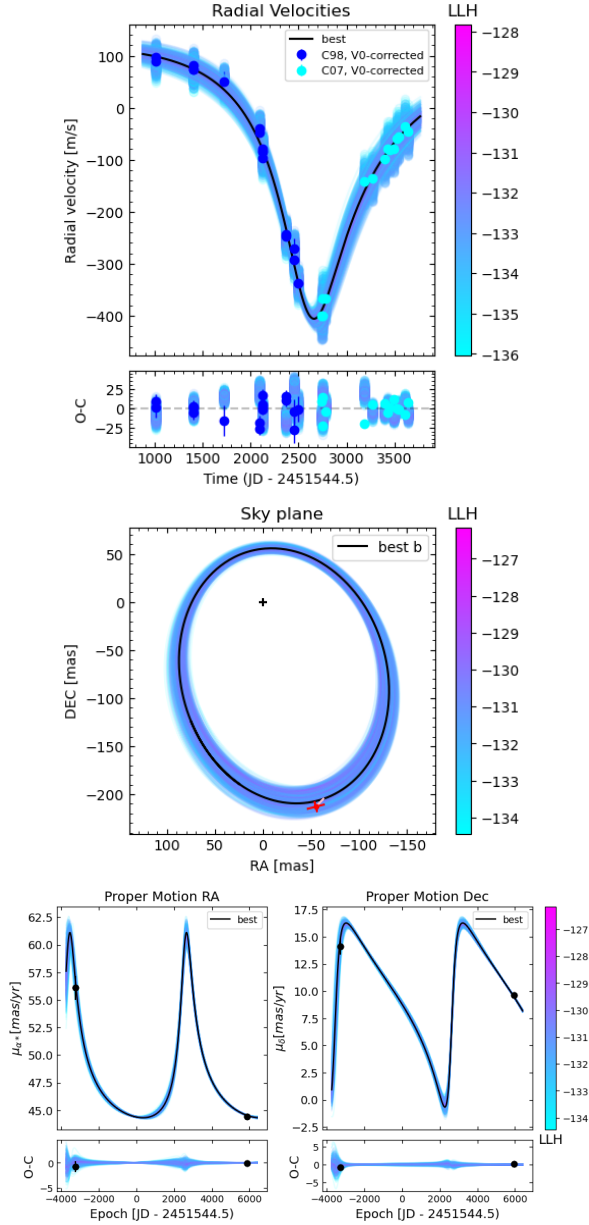 Radial Velocities
LLH
best
C98, V0-corrected
C07, V0-corrected
Radial velocity [m/s]
100
0
−100
−200
−300
−400
−128
−129
−130
−131
−132
−133
−134
−135
−136
O-C
25
0
−25
1000 1500 2000 2500 3000 3500
Time (JD - 2451544.5)
Sky plane
LLH
best b
DEC [mas]
50
0
−50
−100
−150
−200
100 50 0 −50 −100 −150
RA [mas]
−127
−128
−129
−130
−131
−132
−133
−134
Proper Motion RA
best
μα*[mas/yr]
62.5
60.0
57.5
55.0
52.5
50.0
47.5
45.0
O-C
0
−5
−4000 −2000 0 2000 4000 6000
Epoch [JD - 2451544.5)
Proper Motion Dec
best
μδ[mas/yr]
17.5
15.0
12.5
10.0
7.5
5.0
2.5
0.0
−2.5
O-C
5
0
−5
−4000 −2000 0 2000 4000 6000
Epoch [JD - 2451544.5)
−127
−128
−129
−130
−131
−132
−133
−134
LLH